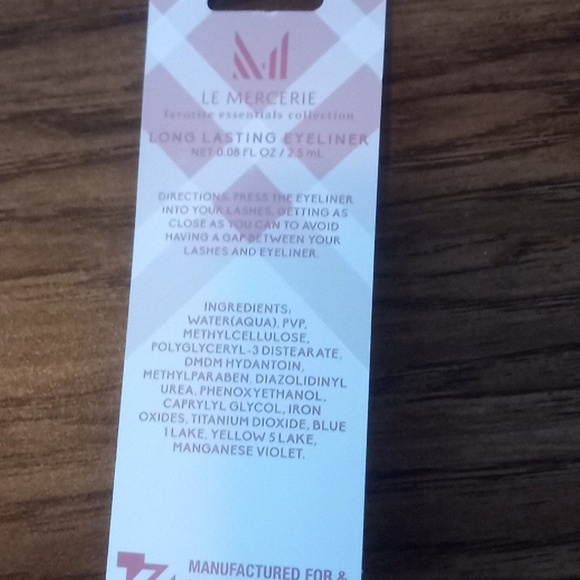 M
LE MERCERIE
favorite essentials collection
LONG LASTING EYELINER
NET 0.08 FL OZ / 2.5 mL
DIRECTIONS: PRESS THE EYELINER
INTO YOUR LASHES, GETTING AS
CLOSE AS YOU CAN TO AVOID
HAVING A GAP BETWEEN YOUR
LASHES AND EYELINER.
INGREDIENTS:
WATER(AQUA), PVP,
METHYLCELLULOSE,
POLYGLYCERYL-3 DISTEARATE,
DMDM HYDANTOIN,
METHYLPARABEN, DIAZOLIDINYL
UREA, PHENOXYETHANOL,
CAPRYLYL GLYCOL, IRON
OXIDES, TITANIUM DIOXIDE, BLUE
1 LAKE, YELLOW 5 LAKE,
MANGANESE VIOLET.
MANUFACTURED FOR &